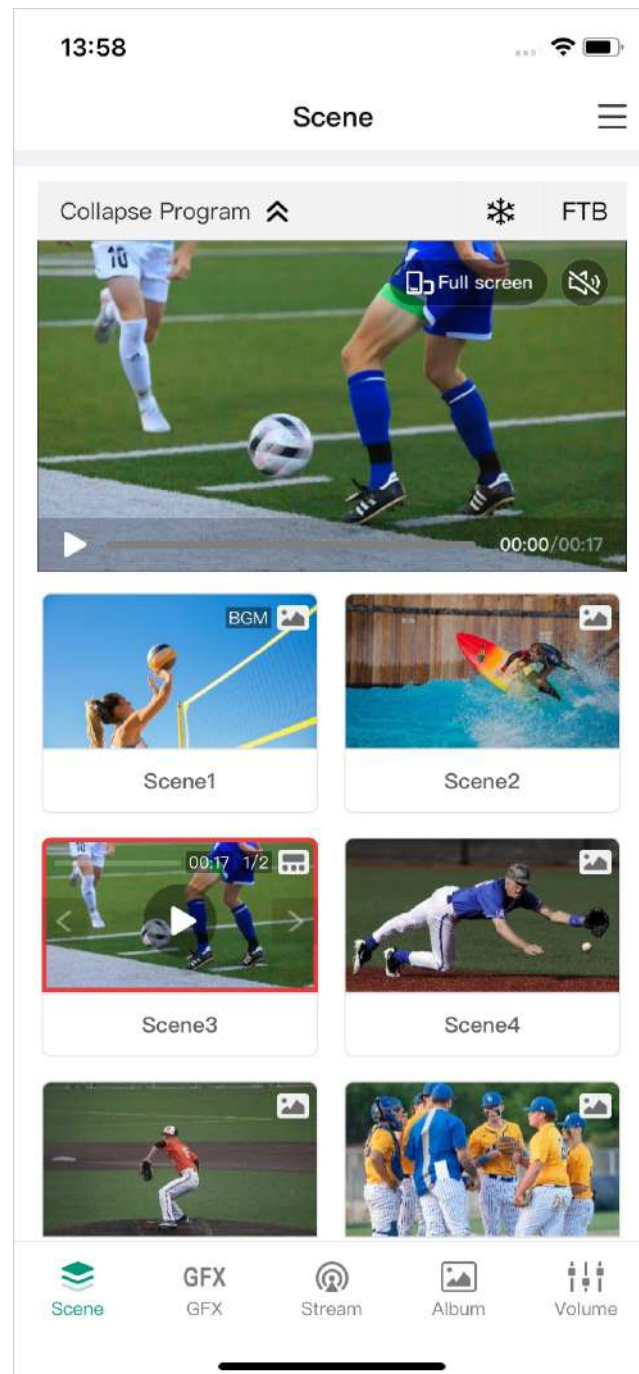 13:58
Scene
Collapse Program
FTB
10
Full screen
00:00/00:17
BGM
Scene1
Scene2
00:17 1/2
Scene3
Scene4
GFX
Scene
GFX
Stream
Album
Volume